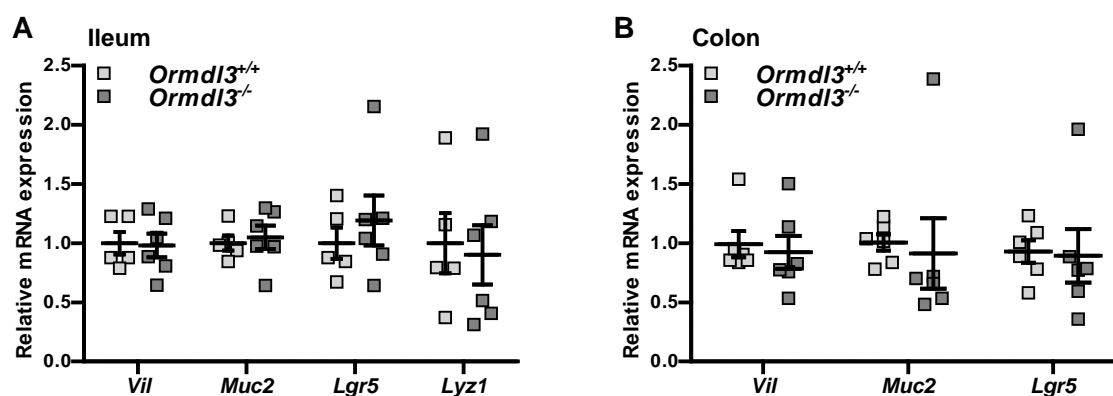 A
Ileum
Ormdl3+/+
Ormdl3-/-
Relative mRNA expression
2.5
2.0
1.5
1.0
0.5
0.0
Vil Muc2 Lgr5 Lyz1
B
Colon
Ormdl3+/+
Ormdl3-/-
Relative mRNA expression
2.5
2.0
1.5
1.0
0.5
0.0
Vil Muc2 Lgr5